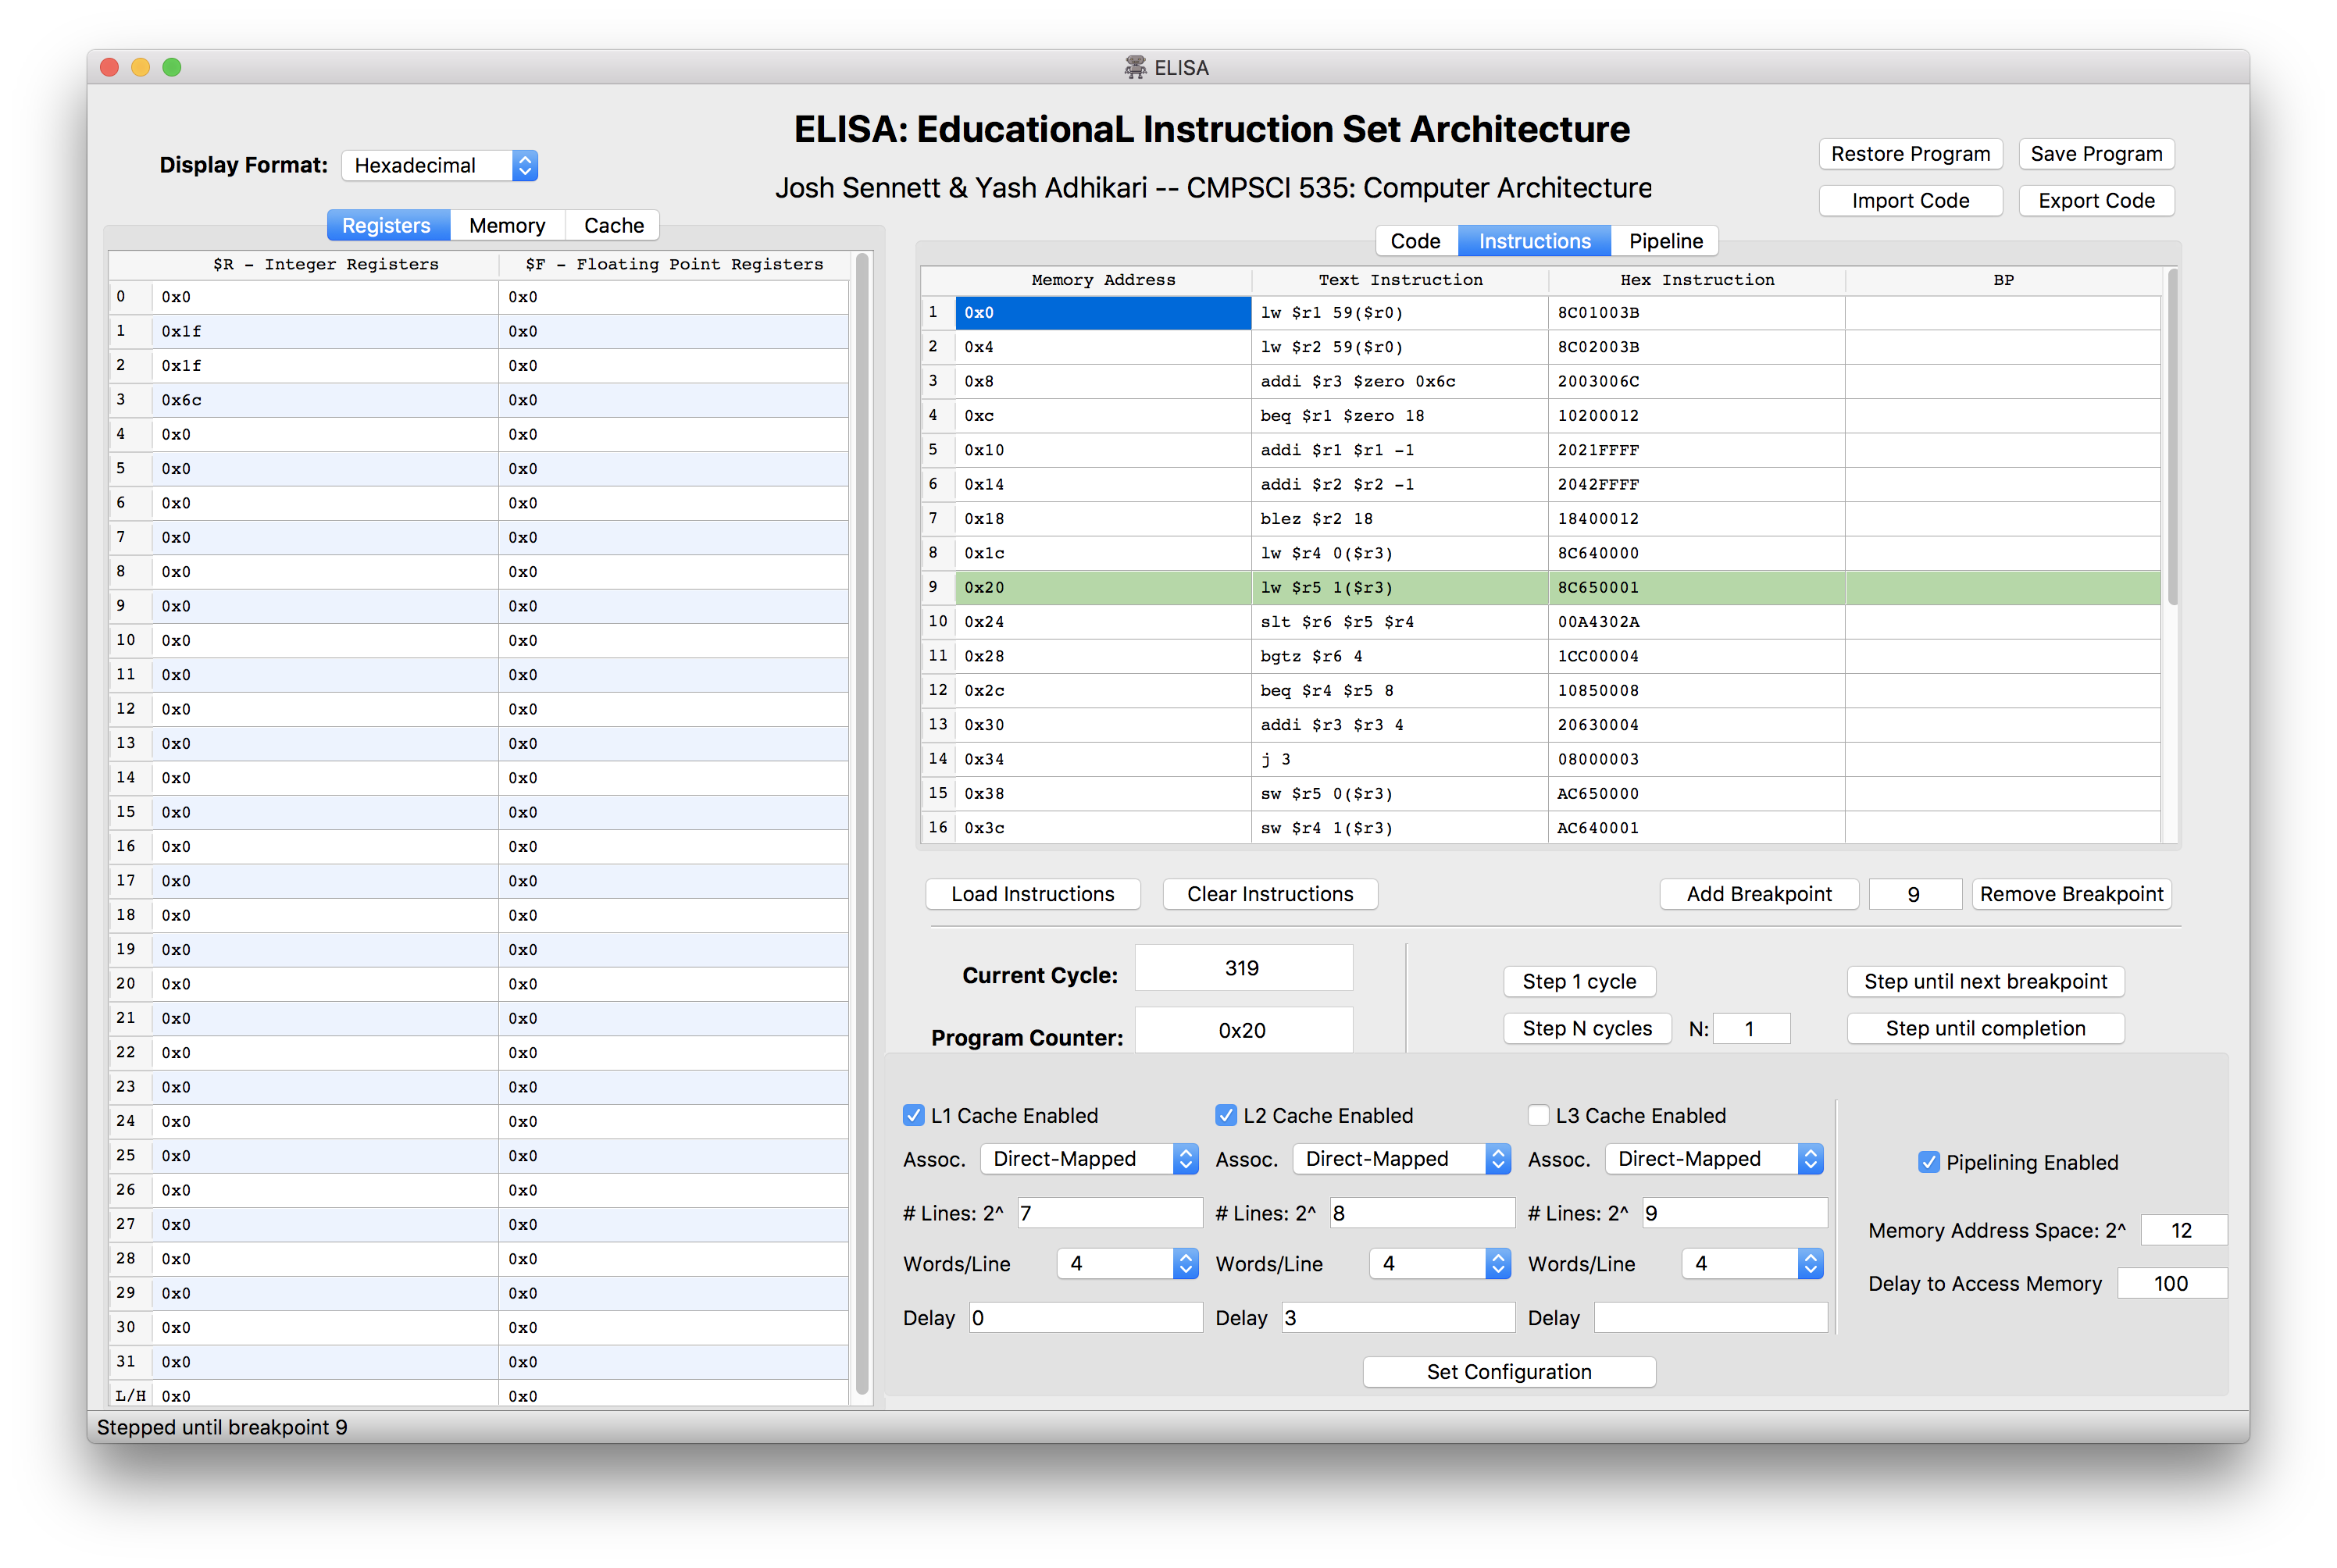 ELISA
ELISA: EducationaL Instruction Set Architecture
Josh Sennett & Yash Adhikari -- CMPSCI 535: Computer Architecture
Display Format: Hexadecimal
Restore Program Save Program
Import Code Export Code
Registers Memory Cache
$R - Integer Registers $F - Floating Point Registers
0 0x0 0x0
1 0x1f 0x0
2 0x1f 0x0
3 0x6c 0x0
4 0x0 0x0
5 0x0 0x0
6 0x0 0x0
7 0x0 0x0
8 0x0 0x0
9 0x0 0x0
10 0x0 0x0
11 0x0 0x0
12 0x0 0x0
13 0x0 0x0
14 0x0 0x0
15 0x0 0x0
16 0x0 0x0
17 0x0 0x0
18 0x0 0x0
19 0x0 0x0
20 0x0 0x0
21 0x0 0x0
22 0x0 0x0
23 0x0 0x0
24 0x0 0x0
25 0x0 0x0
26 0x0 0x0
27 0x0 0x0
28 0x0 0x0
29 0x0 0x0
30 0x0 0x0
31 0x0 0x0
L/H 0x0 0x0
Code Instructions Pipeline
Memory Address Text Instruction Hex Instruction BP
1 0x0 lw $r1 59($r0) 8C01003B
2 0x4 lw $r2 59($r0) 8C02003B
3 0x8 addi $r3 $zero 0x6c 2003006C
4 0xc beq $r1 $zero 18 10200012
5 0x10 addi $r1 $r1 -1 2021FFFF
6 0x14 addi $r2 $r2 -1 2042FFFF
7 0x18 blez $r2 18 18400012
8 0x1c lw $r4 0($r3) 8C640000
9 0x20 lw $r5 1($r3) 8C650001
10 0x24 slt $r6 $r5 $r4 00A4302A
11 0x28 bgtz $r6 4 1CC00004
12 0x2c beq $r4 $r5 8 10850008
13 0x30 addi $r3 $r3 4 20630004
14 0x34 j 3 08000003
15 0x38 sw $r5 0($r3) AC650000
16 0x3c sw $r4 1($r3) AC640001
Load Instructions Clear Instructions Add Breakpoint 9 Remove Breakpoint
Current Cycle: 319
Program Counter: 0x20
Step 1 cycle Step until next breakpoint
Step N cycles N: 1 Step until completion
L1 Cache Enabled L2 Cache Enabled L3 Cache Enabled
Assoc. Direct-Mapped Assoc. Direct-Mapped Assoc. Direct-Mapped
# Lines: 2^ 7 # Lines: 2^ 8 # Lines: 2^ 9
Words/Line 4 Words/Line 4 Words/Line 4
Delay 0 Delay 3 Delay
Pipelining Enabled
Memory Address Space: 2^ 12
Delay to Access Memory 100
Set Configuration
Stepped until breakpoint 9